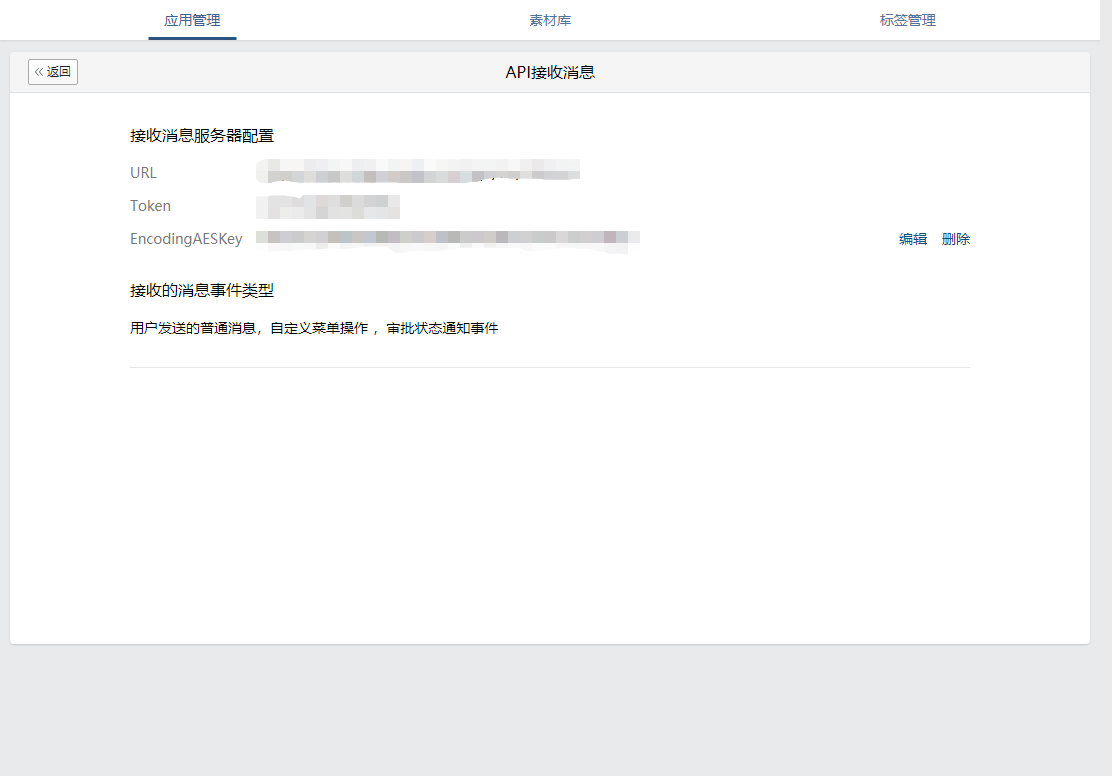 应用管理
素材库
标签管理
返回
API接收消息
接收消息服务器配置
URL
Token
EncodingAESKey
编辑 删除
接收的消息事件类型
用户发送的普通消息，自定义菜单操作 ，审批状态通知事件